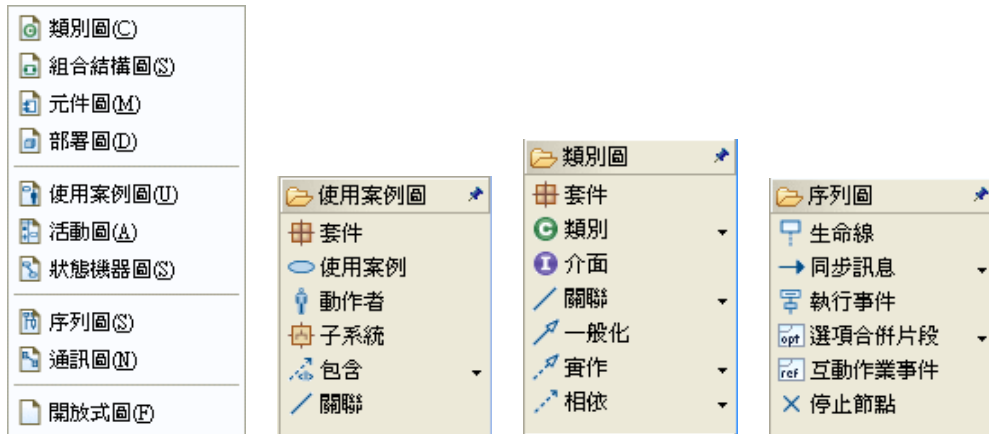 類別圖(C)
組合結構圖(S)
元件圖(M)
部署圖(D)
使用案例圖(U)
活動圖(A)
狀態機器圖(S)
序列圖(S)
通訊圖(N)
開放式圖(F)
使用案例圖
套件
使用案例
動作者
子系統
包含
關聯
類別圖
套件
類別
介面
關聯
一般化
實作
相依
序列圖
生命線
同步訊息
執行事件
opt 選項合併片段
ref 互動作業事件
停止節點